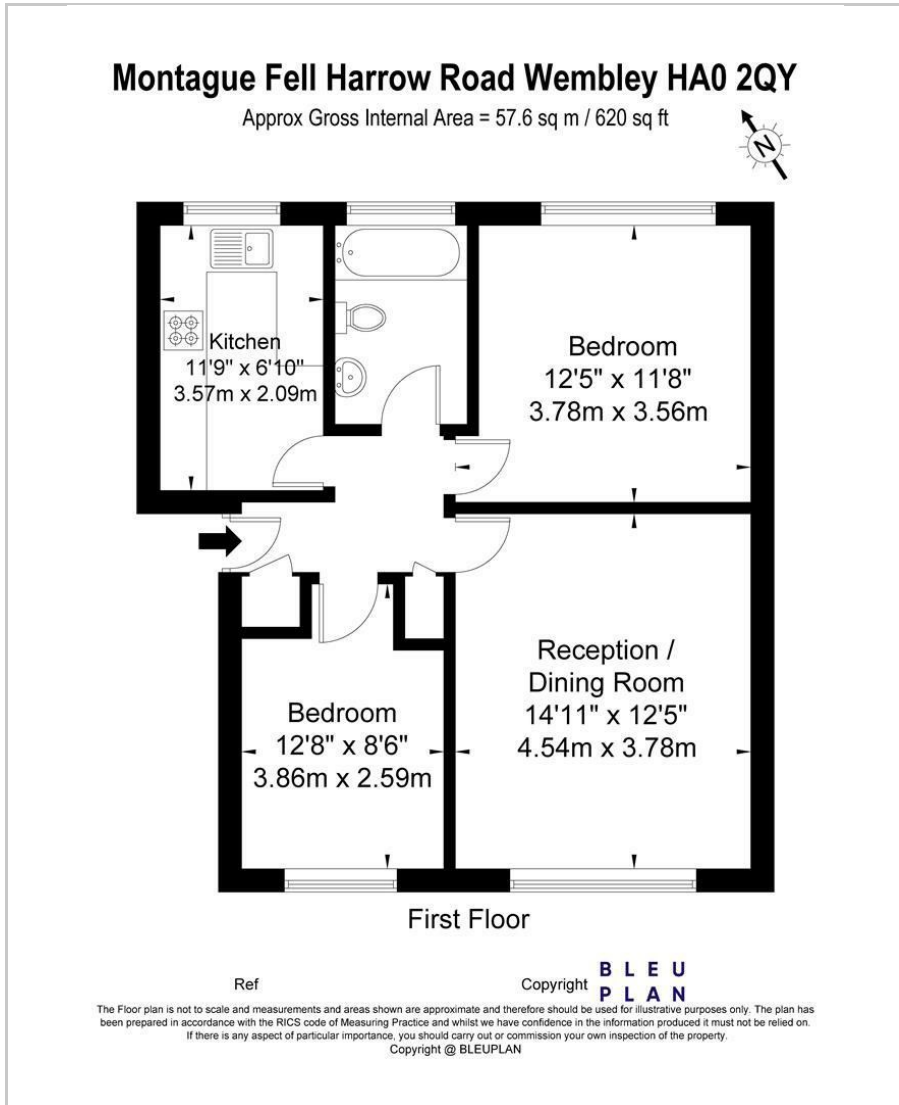 Montague Fell Harrow Road Wembley HA0 2QY
Approx Gross Internal Area = 57.6 sq m / 620 sq ft
N
Kitchen
11'9" x 6'10"
3.57m x 2.09m
Bedroom
12'5" x 11'8"
3.78m x 3.56m
Reception /
Dining Room
14'11" x 12'5"
4.54m x 3.78m
Bedroom
12'8" x 8'6"
3.86m x 2.59m
First Floor
Ref
Copyright
BLEU
PLAN
The Floor plan is not to scale and measurements and areas shown are approximate and therefore should be used for illustrative purposes only. The plan has
been prepared in accordance with the RICS code of Measuring Practice and whilst we have confidence in the information produced it must not be relied on.
If there is any aspect of particular importance, you should carry out or commission your own inspection of the property.
Copyright @ BLEUPLAN